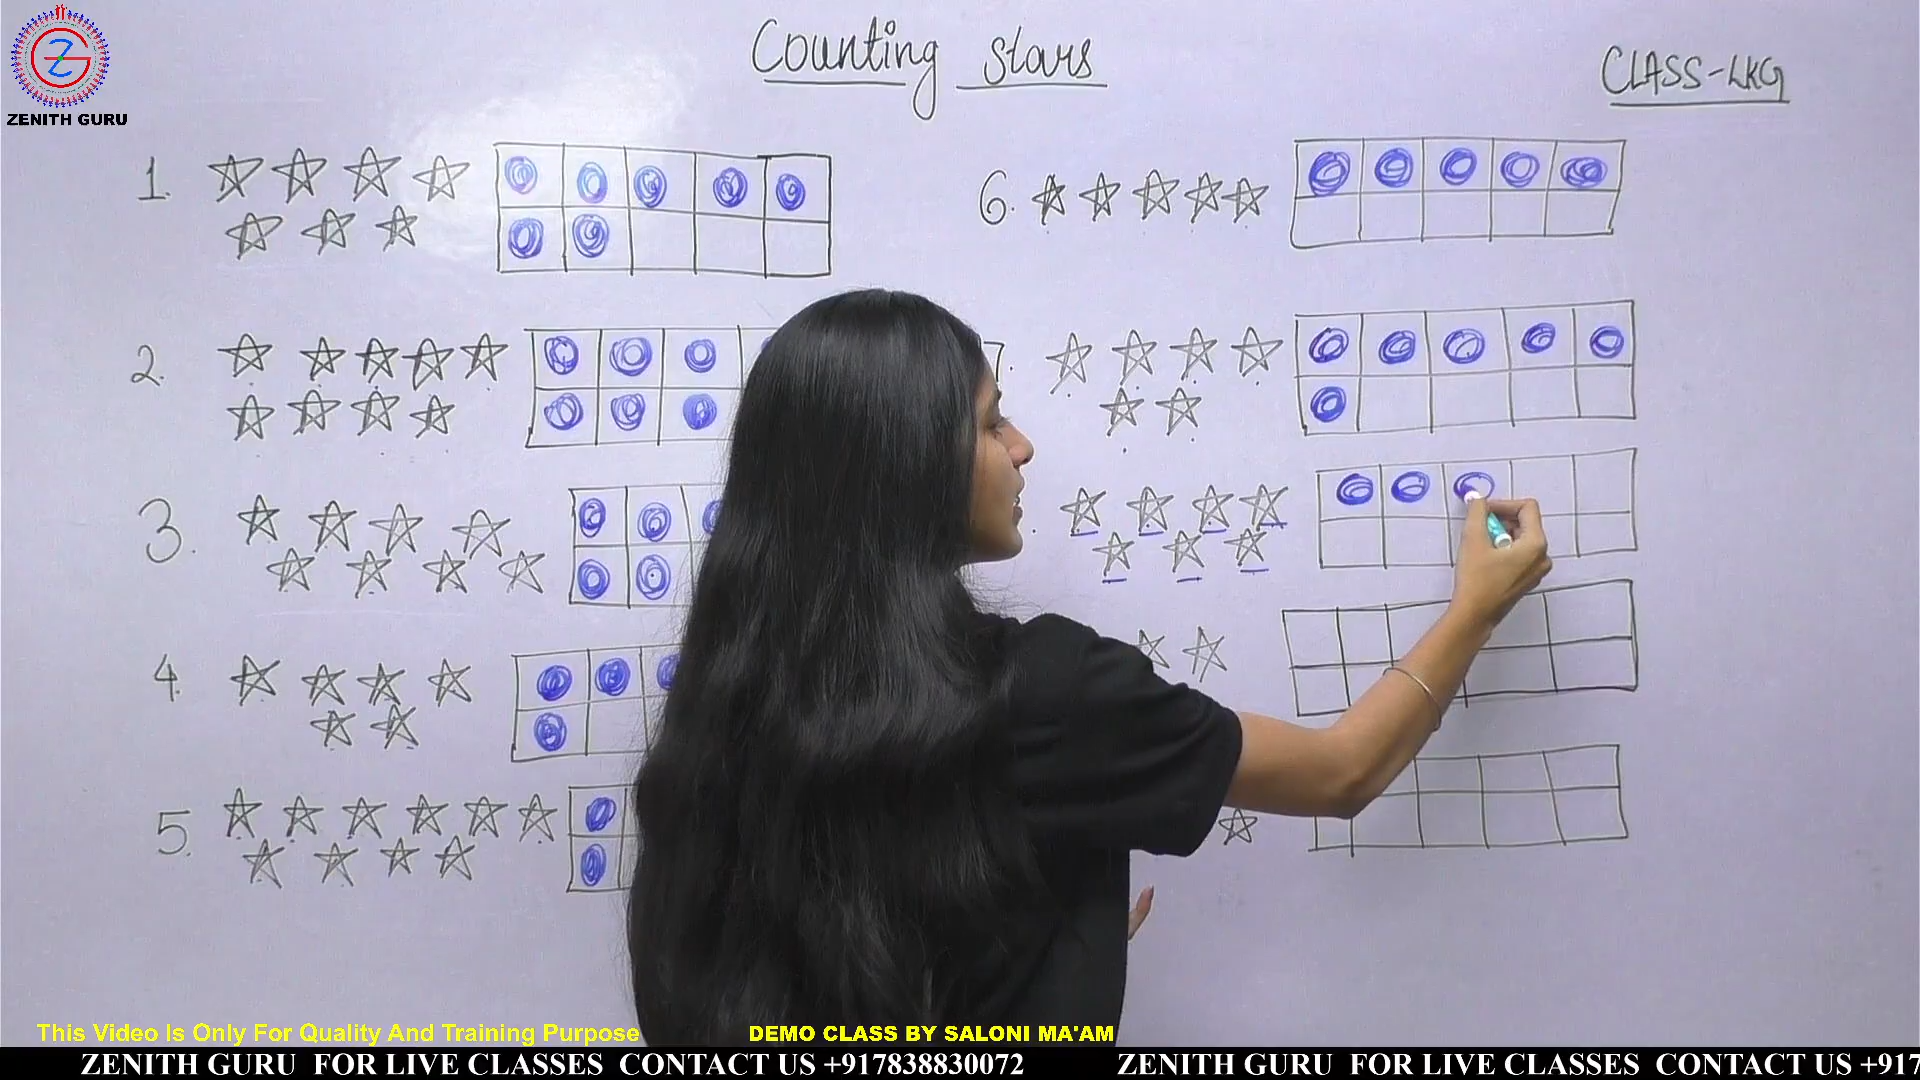 ZENITH GURU
Counting Stars
CLASS-LKG
1.
2.
3.
4.
5.
6.
7.
This Video Is Only For Quality And Training Purpose
DEMO CLASS BY SALONI MA'AM
ZENITH GURU FOR LIVE CLASSES CONTACT US +917838830072 ZENITH GURU FOR LIVE CLASSES CONTACT US +917